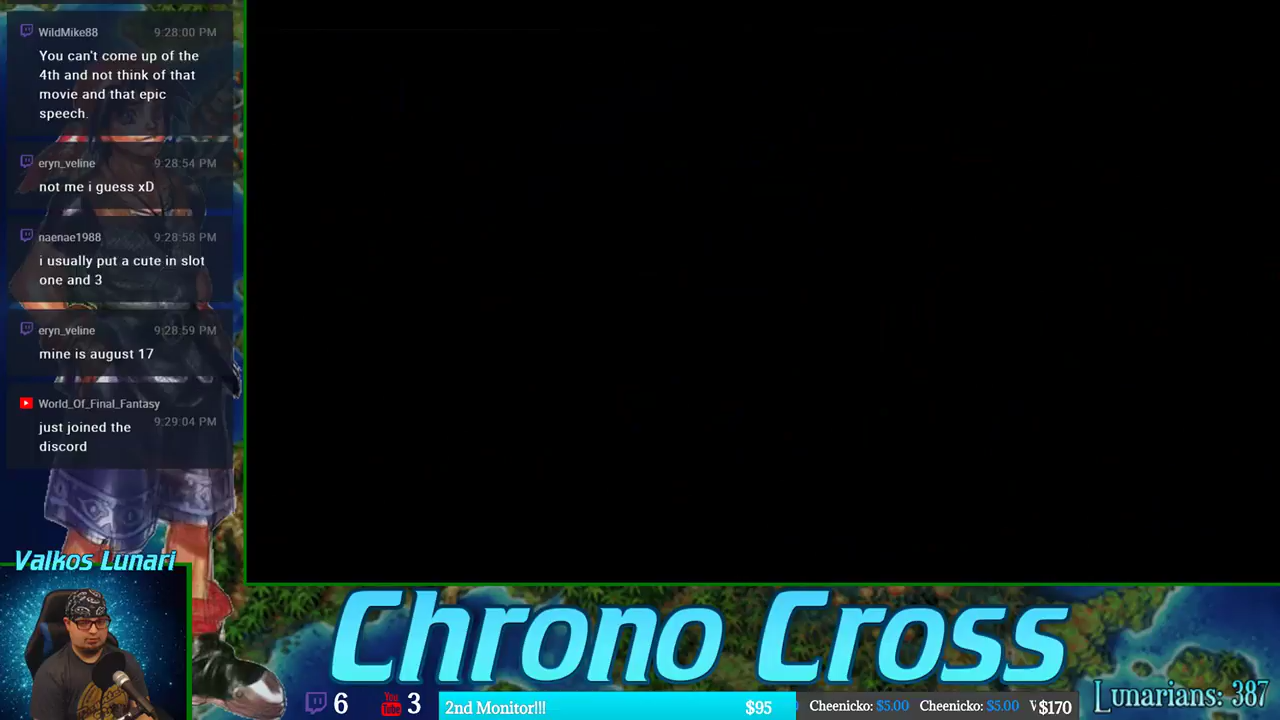 WildMike88 9:28:00 PM
You can't come up of the
4th and not think of that
movie and that epic
speech.
eryn_veline 9:28:54 PM
not me i guess xD
naenae1988 9:28:58 PM
i usually put a cute in slot
one and 3
eryn_veline 9:28:59 PM
mine is august 17
World_Of_Final_Fantasy
9:29:04 PM
just joined the
discord
Valkos Lunari
Chrono Cross
6 You Tube 3 2nd Monitor!!! $95 Cheenicko: $5.00 Cheenicko: $5.00 $170
Lunarians: 387